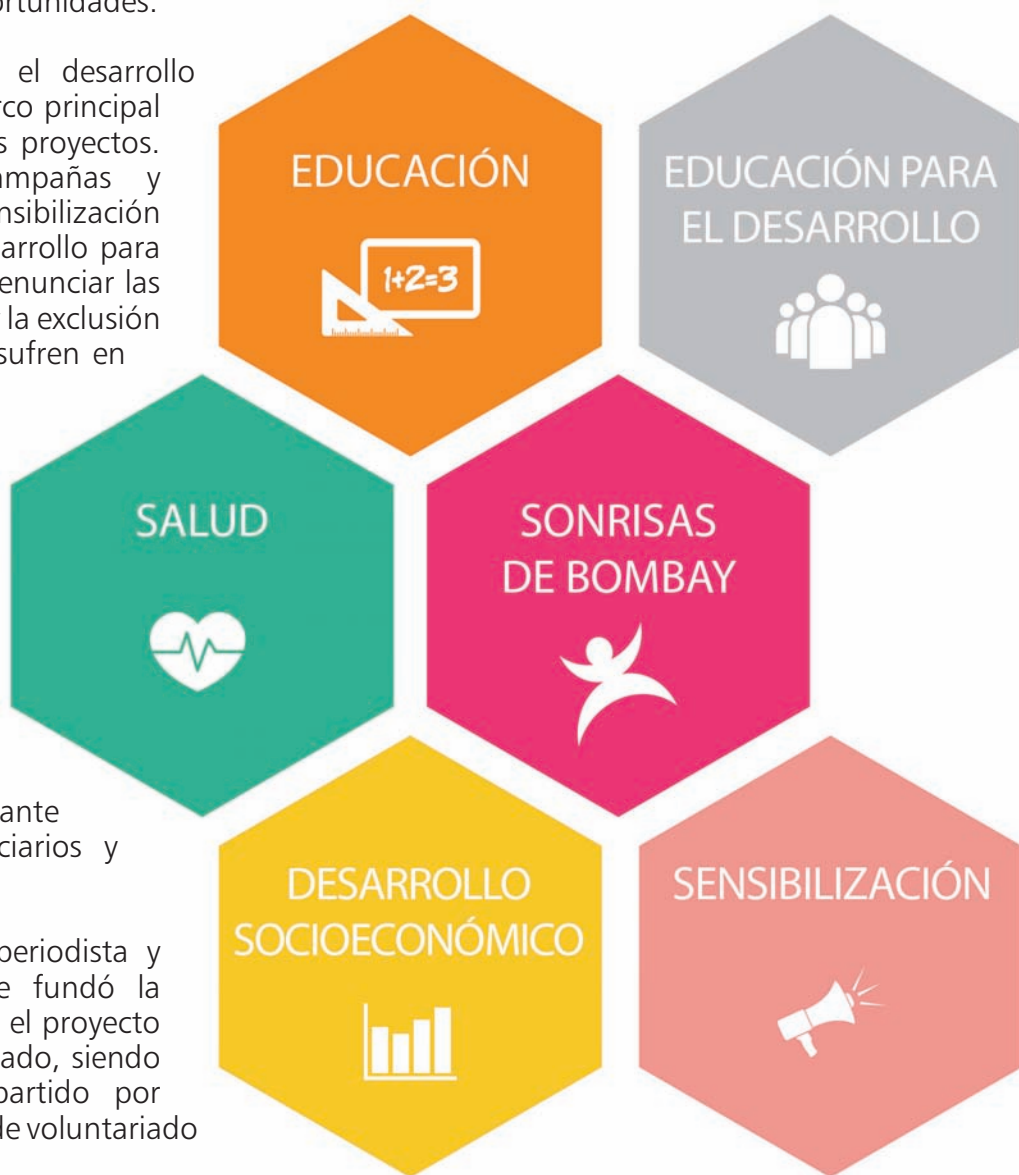 ortunidades.
el desarrollo
rco principal
s proyectos.
ampañas y
nsibilización
arrollo para
enunciar las
la exclusión
sufren en
ante
ciarios y
periodista y
e fundó la
el proyecto
ado, siendo
partido por
de voluntariado
EDUCACIÓN
1+2=3
EDUCACIÓN PARA
EL DESARROLLO
SALUD
SONRISAS
DE BOMBAY
DESARROLLO
SOCIOECONÓMICO
SENSIBILIZACIÓN